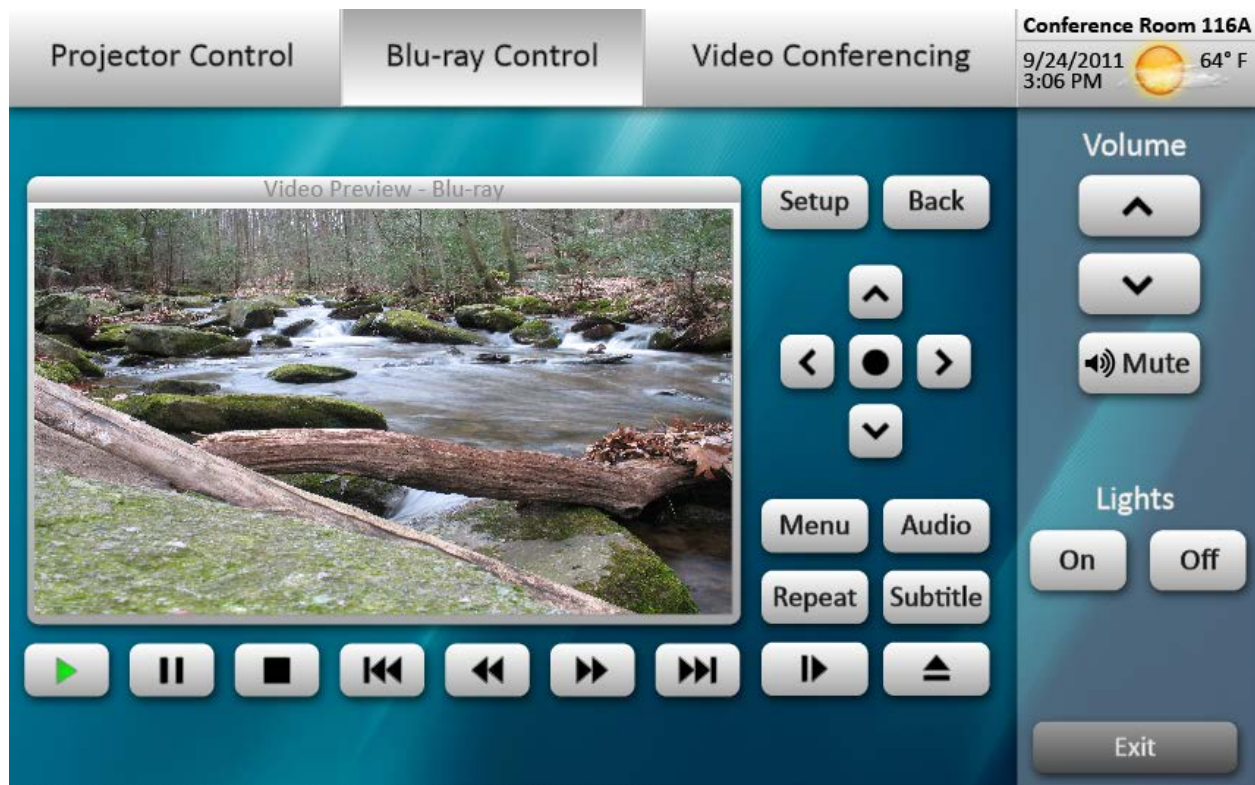 Projector Control
Blu-ray Control
Video Conferencing
Conference Room 116A
9/24/2011
64° F
3:06 PM
Volume
Video Preview - Blu-ray
Setup
Back
Mute
Menu
Audio
Lights
On
Off
Repeat
Subtitle
Exit